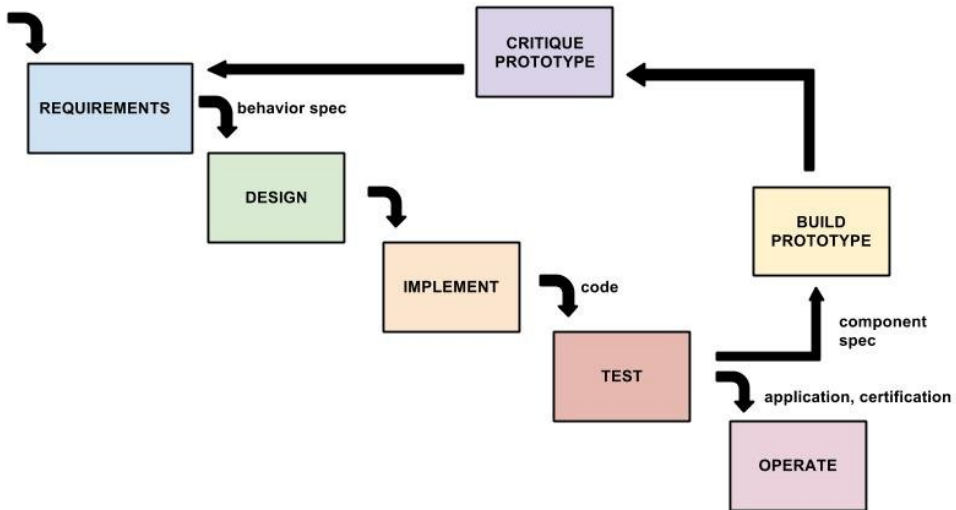 CRITIQUE
PROTOTYPE
REQUIREMENTS
behavior spec
DESIGN
BUILD
PROTOTYPE
IMPLEMENT
code
component
spec
TEST
application, certification
OPERATE